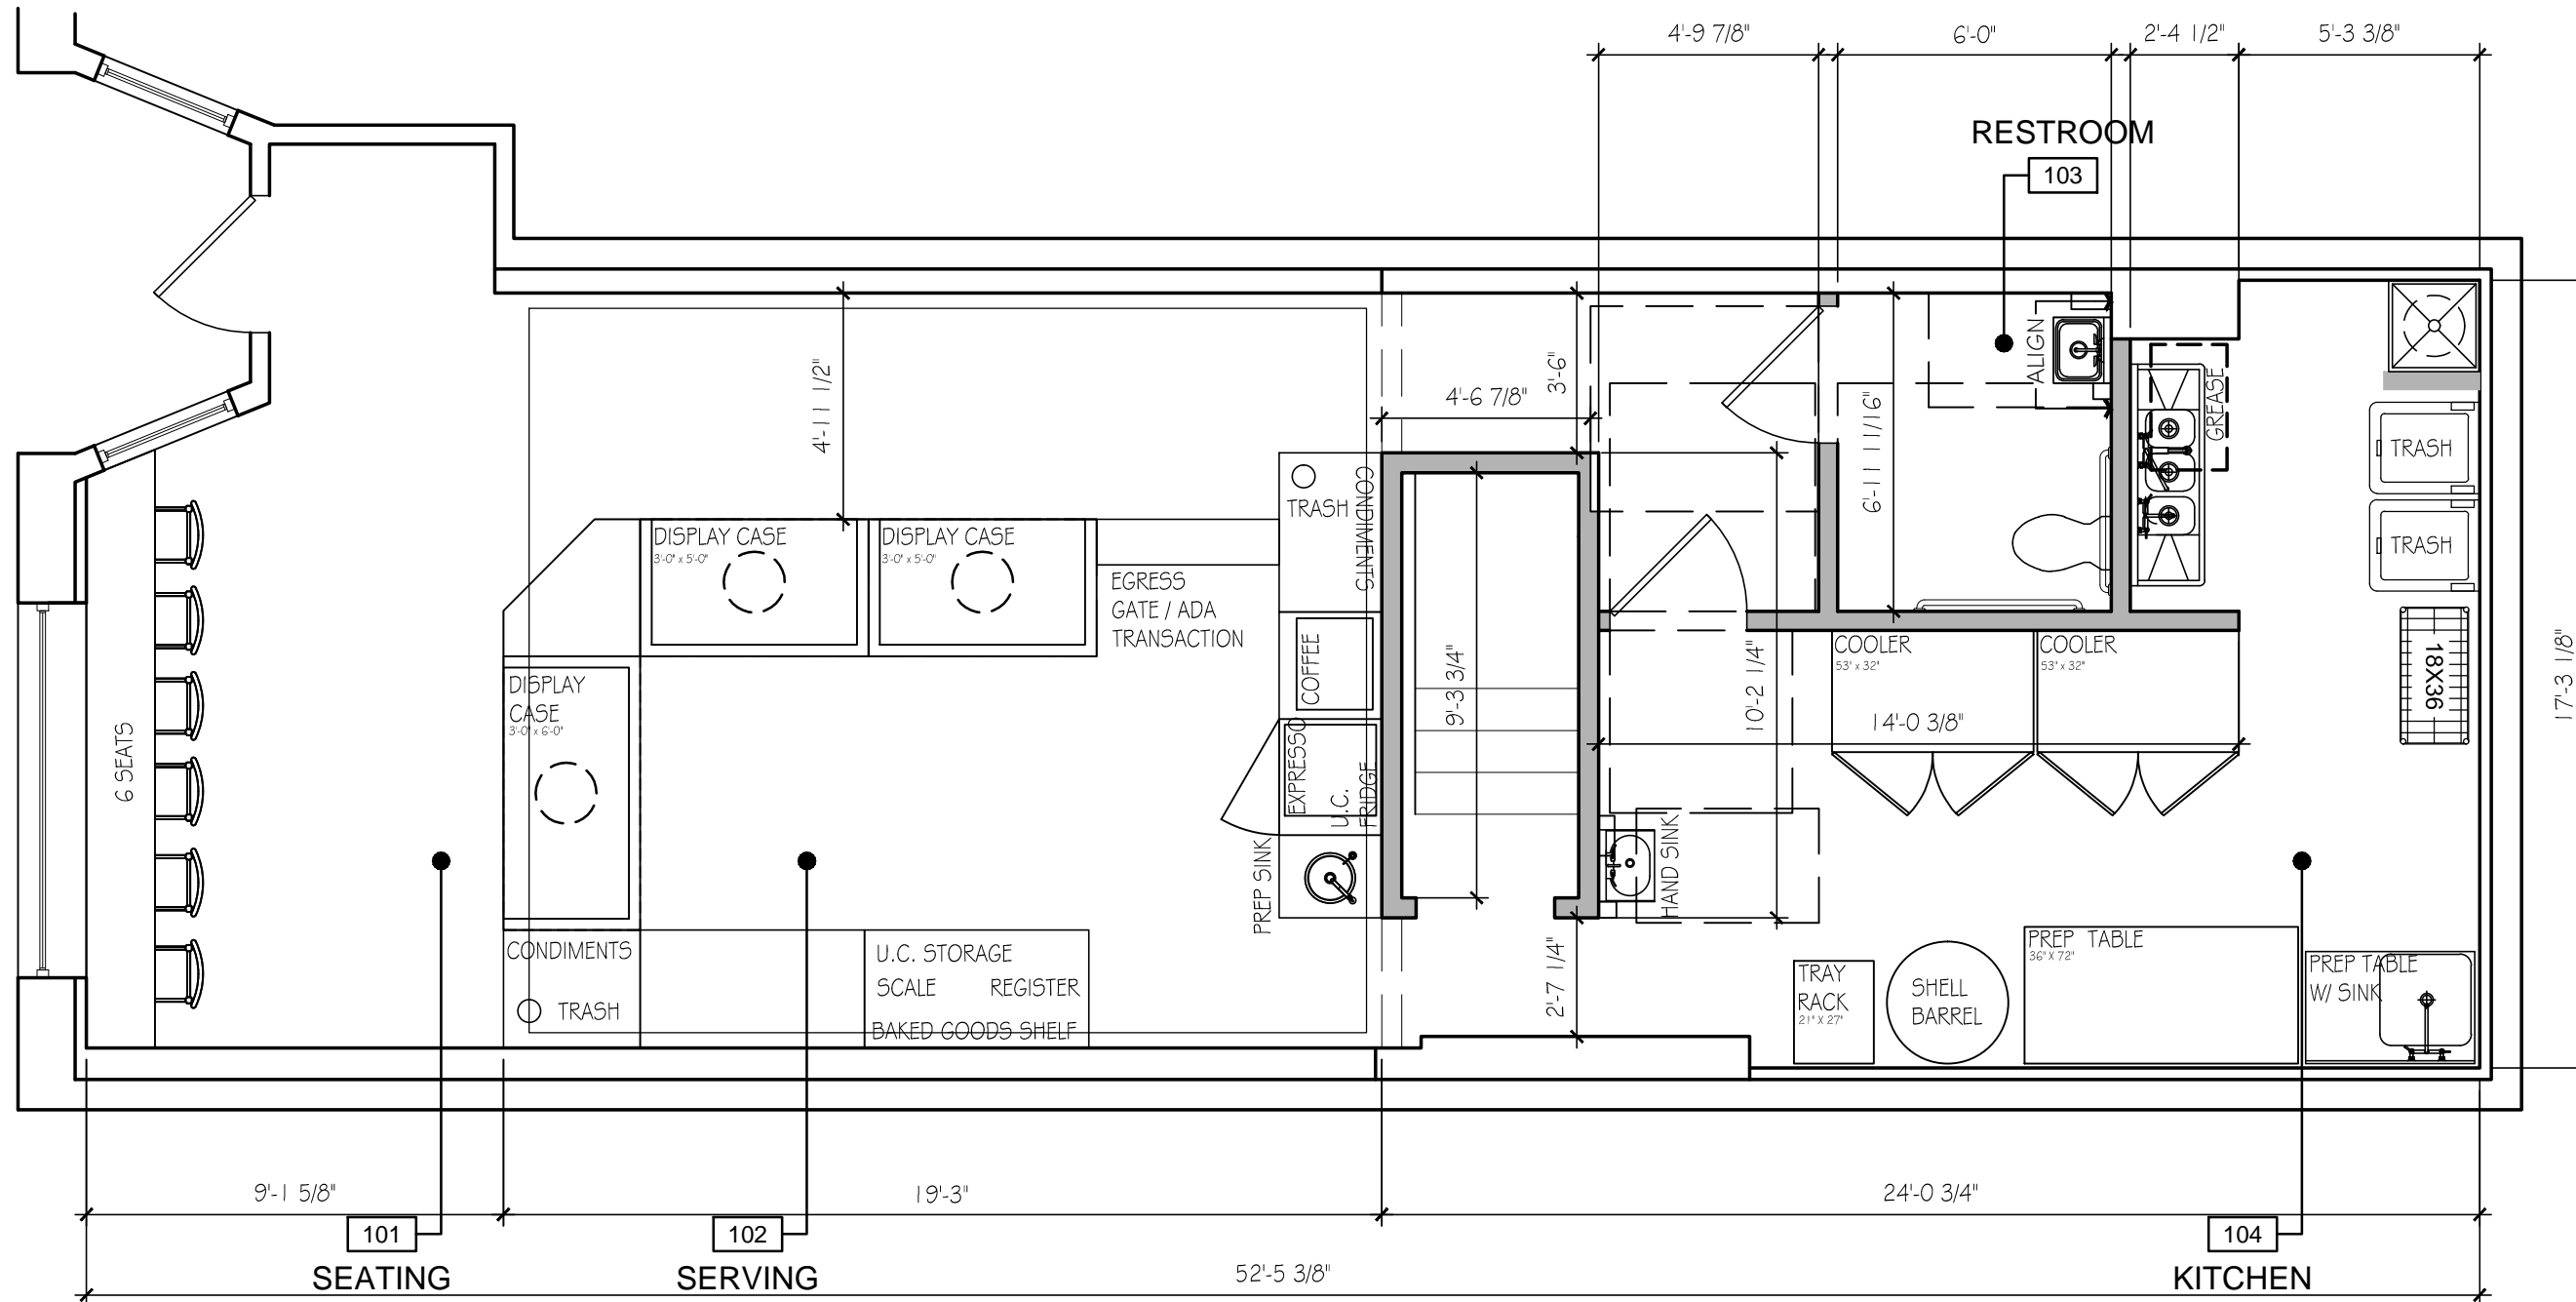 4'-9 7/8"
6'-0"
2'-4 1/2"
5'-3 3/8"
RESTROOM
103
4'-11 1/2"
3'-6"
4'-6 7/8"
6'-11 11/16"
ALIGN
GREASE
TRASH
TRASH
18X36
17'-3 1/8"
TRASH
CONDIMENTS
DISPLAY CASE
3'-0" x 5'-0"
DISPLAY CASE
3'-0" x 5'-0"
EGRESS
GATE / ADA
TRANSACTION
COFFEE
EXPRESSO
U.C.
FRIDGE
PREP SINK
9'-3 3/4"
10'-2 1/4"
COOLER
53" x 32"
COOLER
53" x 32"
14'-0 3/8"
HAND SINK
2'-7 1/4"
6 SEATS
DISPLAY
CASE
3'-0" x 6'-0"
CONDIMENTS
TRASH
U.C. STORAGE
SCALE REGISTER
BAKED GOODS SHELF
TRAY
RACK
21" X 27"
SHELL
BARREL
PREP TABLE
36" X 72"
PREP TABLE
W/ SINK
9'-1 5/8"
19'-3"
24'-0 3/4"
101
SEATING
102
SERVING
104
KITCHEN
52'-5 3/8"